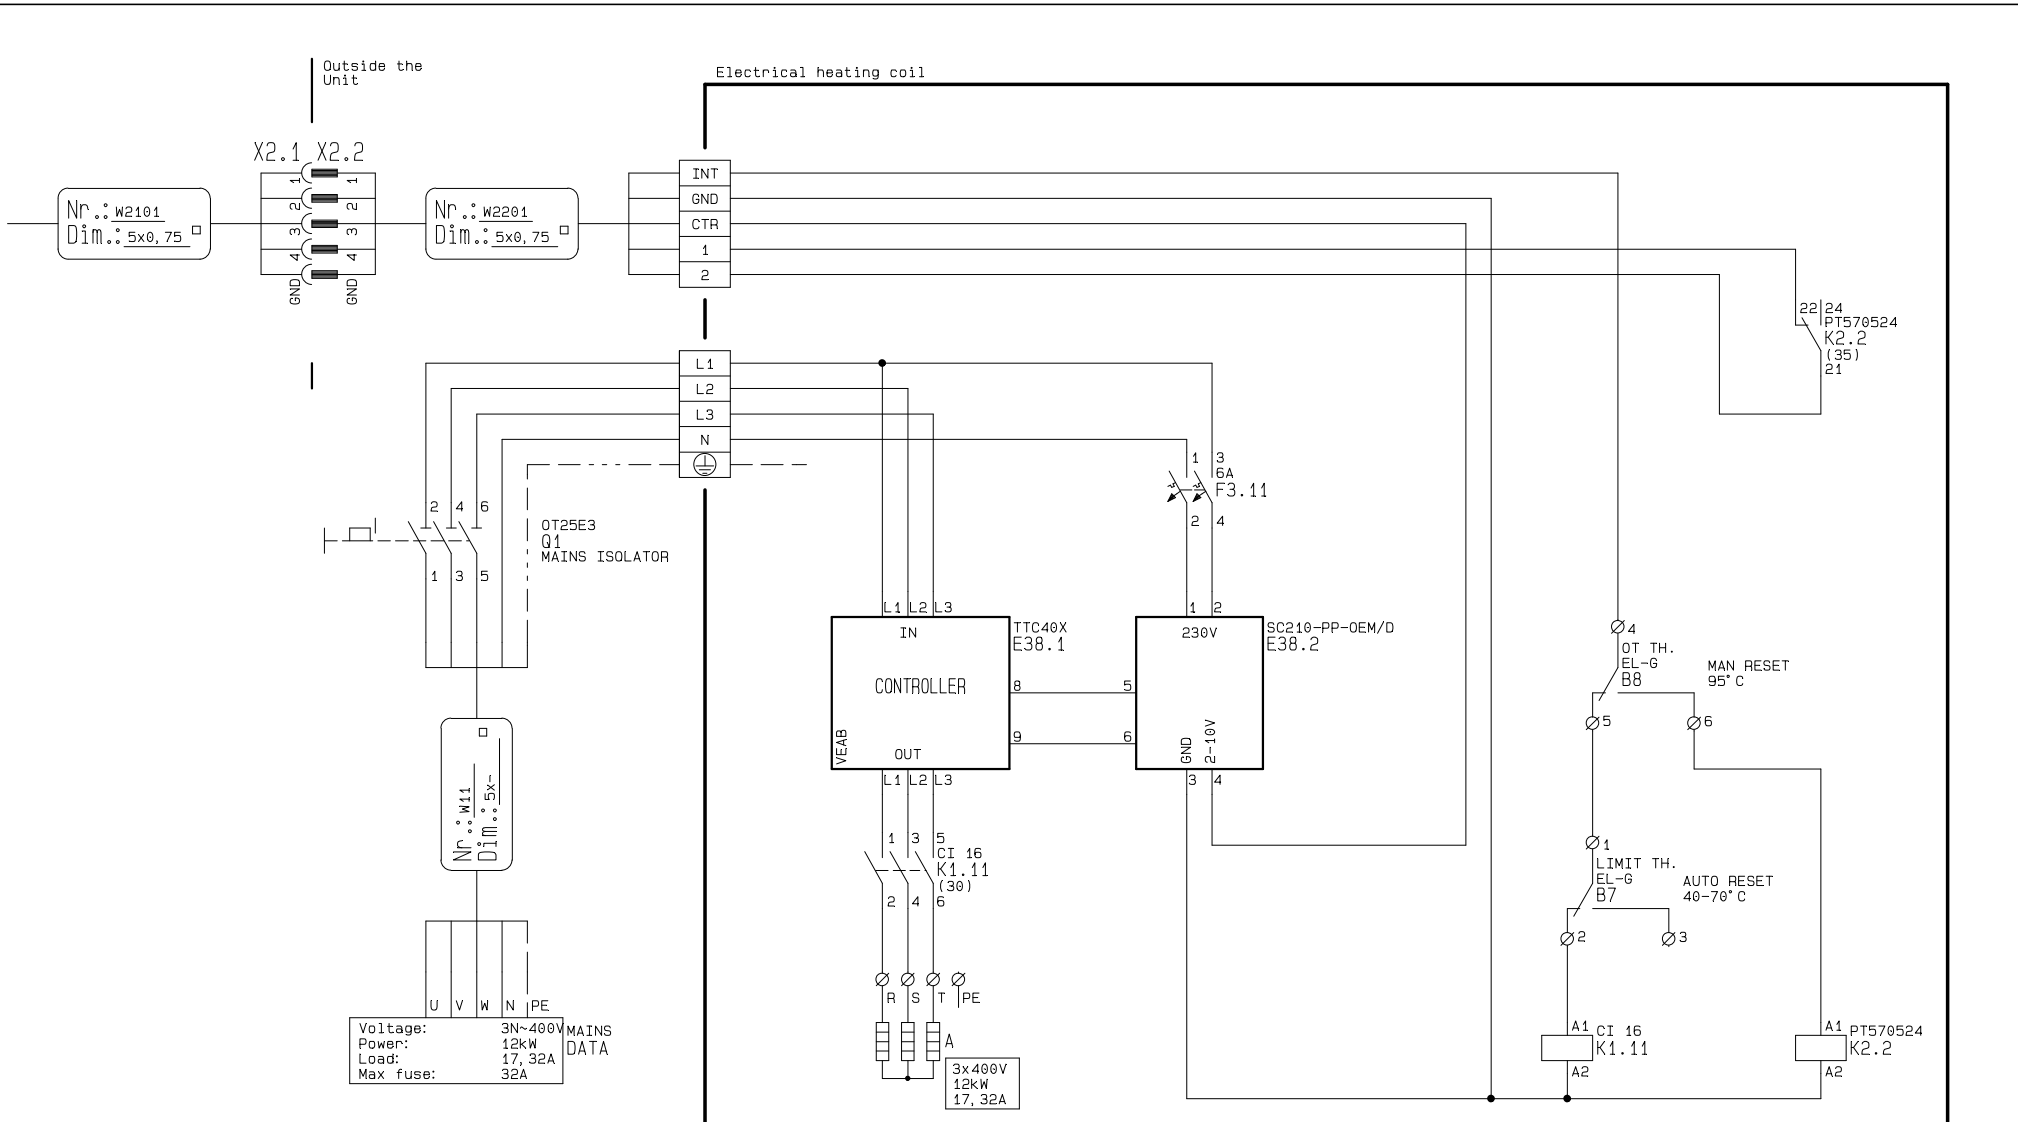 Outside the
Unit
Electrical heating coil
X2.1 X2.2
Nr.: W2101
Dim.: 5x0,75
1 1
2 2
3 3
4 4
GND GND
Nr.: W2201
Dim.: 5x0,75
INT
GND
CTR
1
2
22 24
PT570524
K2.2
(35)
21
L1
L2
L3
N
1 3
6A
F3.11
2 4
2 4 6
OT25E3
Q1
MAINS ISOLATOR
1 3 5
L1 L2 L3
IN
TTC40X
E38.1
CONTROLLER
8
9
VEAB
OUT
L1 L2 L3
1 2
230V
SC210-PP-OEM/D
E38.2
5
6
GND
2-10V
3 4
4
OT TH.
EL-G
B8
MAN RESET
95°C
5 6
Nr.: W11
Dim.: 5x~
1 3 5
CI 16
K1.11
(30)
2 4 6
1
LIMIT TH.
EL-G
B7
AUTO RESET
40-70°C
2 3
R S T PE
A
3x400V
12kW
17,32A
U V W N PE
Voltage: 3N~400V
Power: 12kW
Load: 17,32A
Max fuse: 32A
MAINS
DATA
A1 CI 16
K1.11
A2
A1 PT570524
K2.2
A2